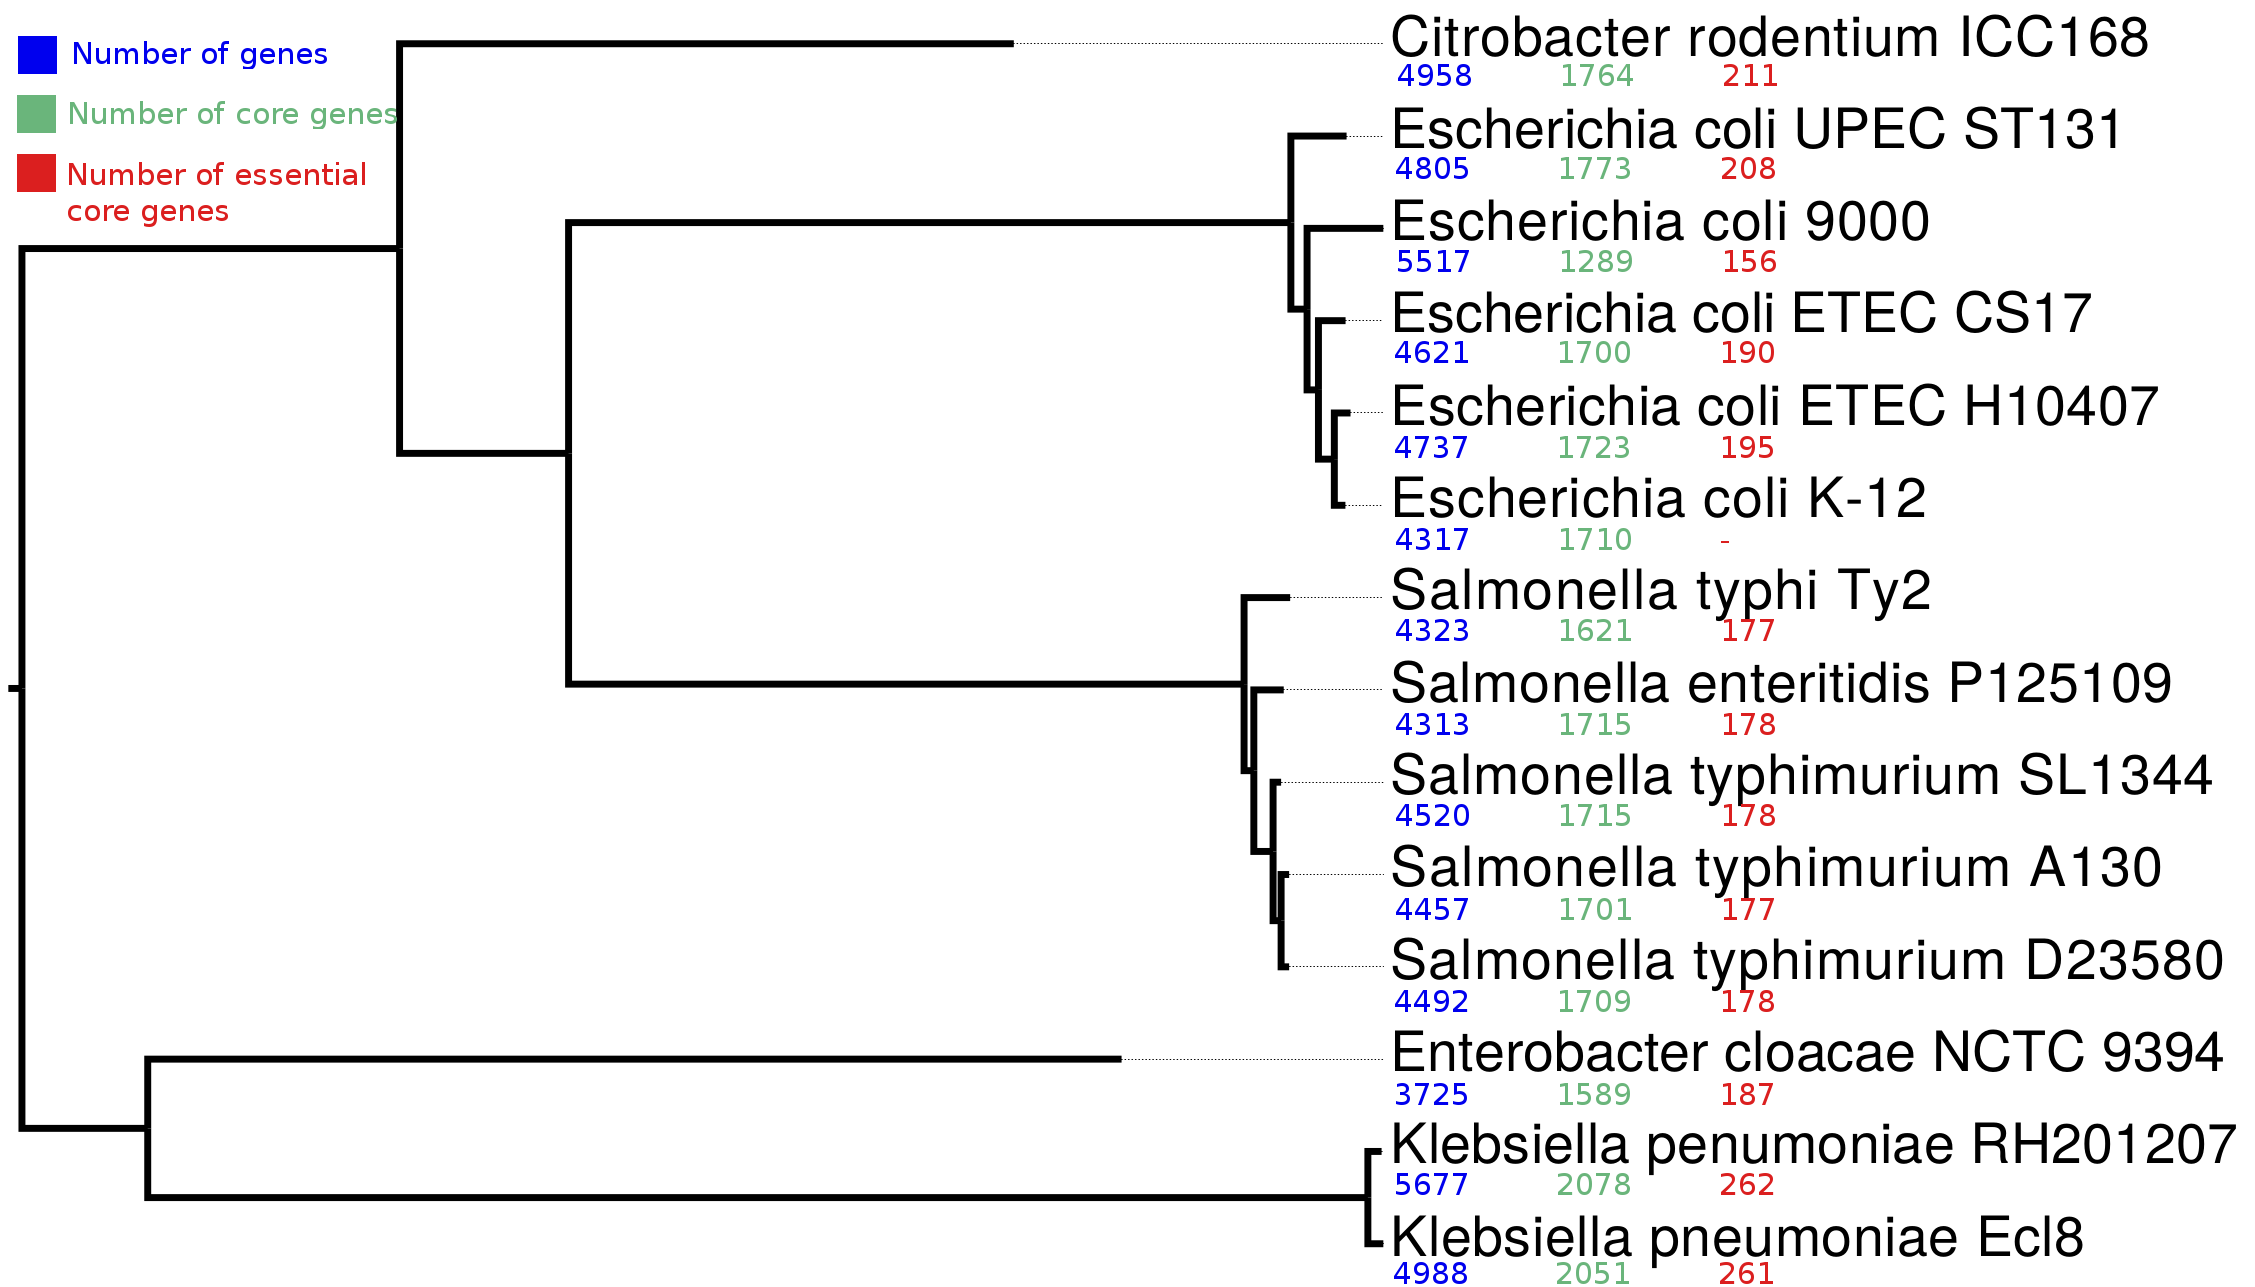 Number of genes
Number of core genes
Number of essential
core genes
Citrobacter rodentium ICC168
4958 1764 211
Escherichia coli UPEC ST131
4805 1773 208
Escherichia coli 9000
5517 1289 156
Escherichia coli ETEC CS17
4621 1700 190
Escherichia coli ETEC H10407
4737 1723 195
Escherichia coli K-12
4317 1710 -
Salmonella typhi Ty2
4323 1621 177
Salmonella enteritidis P125109
4313 1715 178
Salmonella typhimurium SL1344
4520 1715 178
Salmonella typhimurium A130
4457 1701 177
Salmonella typhimurium D23580
4492 1709 178
Enterobacter cloacae NCTC 9394
3725 1589 187
Klebsiella penumoniae RH201207
5677 2078 262
Klebsiella pneumoniae Ecl8
4988 2051 261